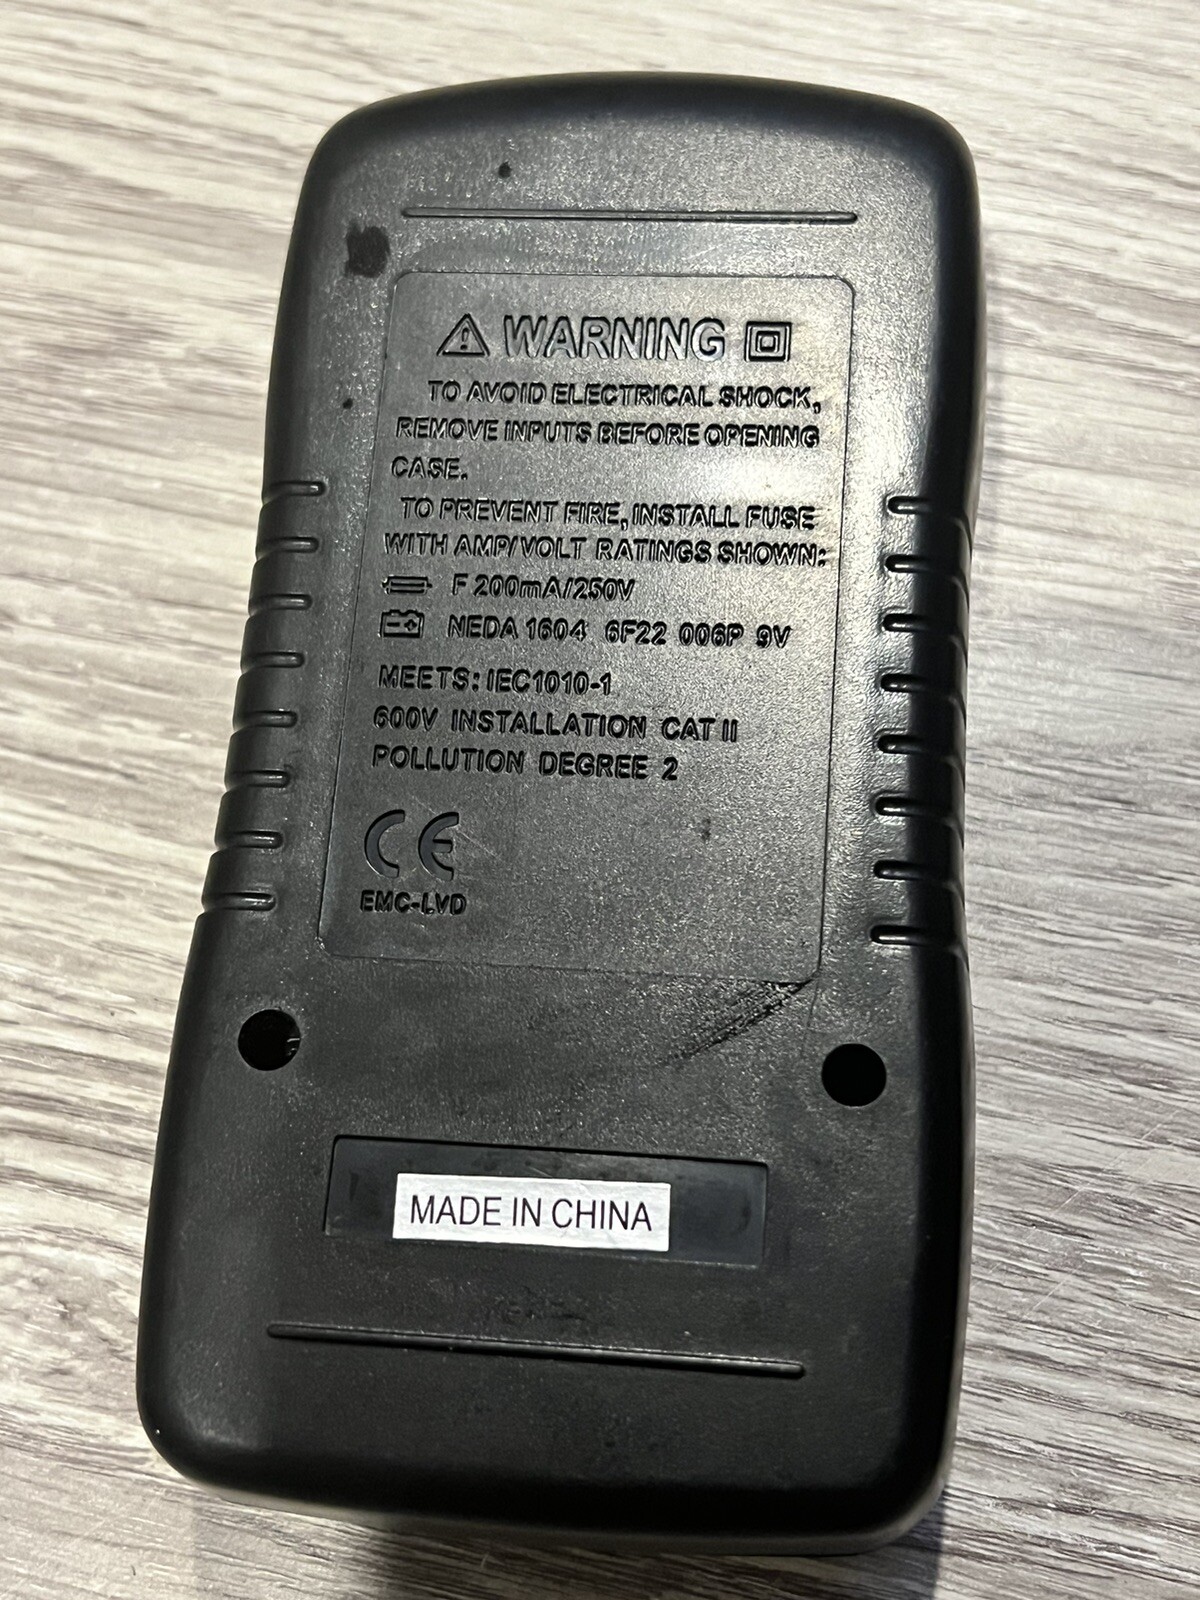 WARNING
TO AVOID ELECTRICAL SHOCK,
REMOVE INPUTS BEFORE OPENING
CASE.
TO PREVENT FIRE, INSTALL FUSE
WITH AMP/VOLT RATINGS SHOWN:
F 200mA/250V
NEDA 1604 6F22 006P 9V
MEETS: IEC1010-1
600V INSTALLATION CAT II
POLLUTION DEGREE 2
CE
EMC-LVD
MADE IN CHINA